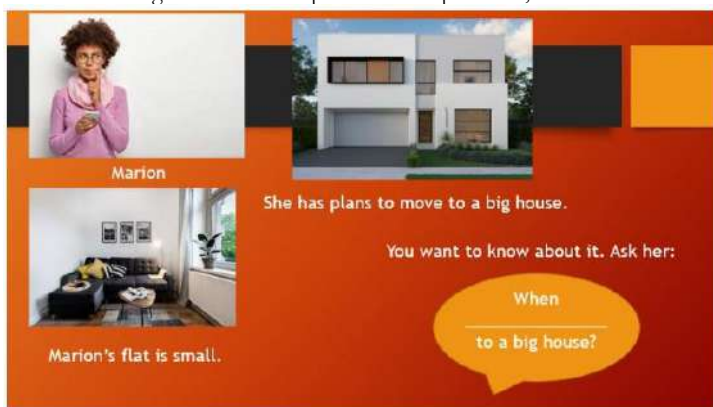 Marion
She has plans to move to a big house.
You want to know about it. Ask her:
When
to a big house?
Marion's flat is small.